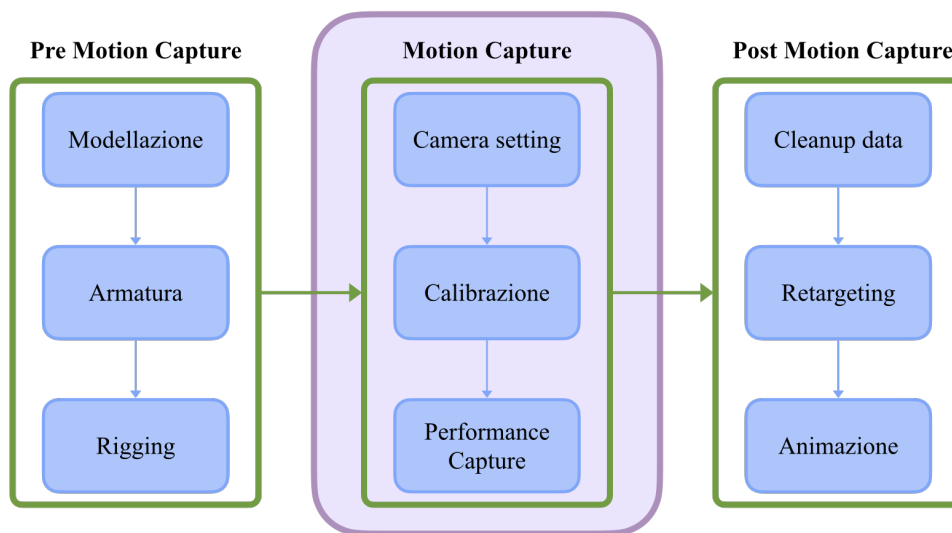 Pre Motion Capture
Modellazione
Armatura
Rigging
Motion Capture
Camera setting
Calibrazione
Performance
Capture
Post Motion Capture
Cleanup data
Retargeting
Animazione